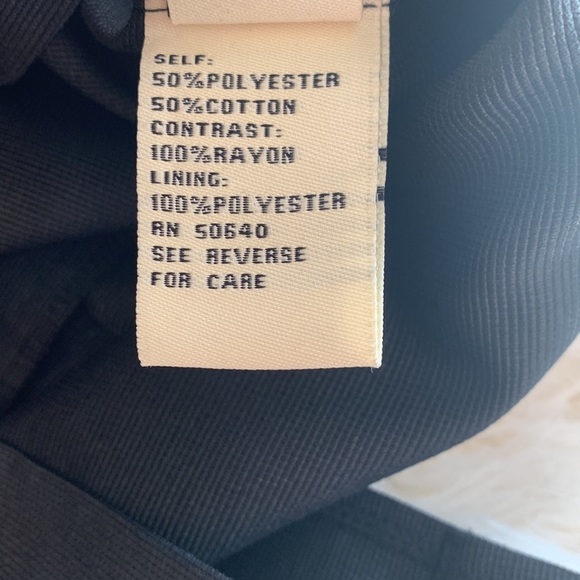 SELF:
50%POLYESTER
50%COTTON
CONTRAST:
100%RAYON
LINING:
100%POLYESTER
RN 50640
SEE REVERSE
FOR CARE